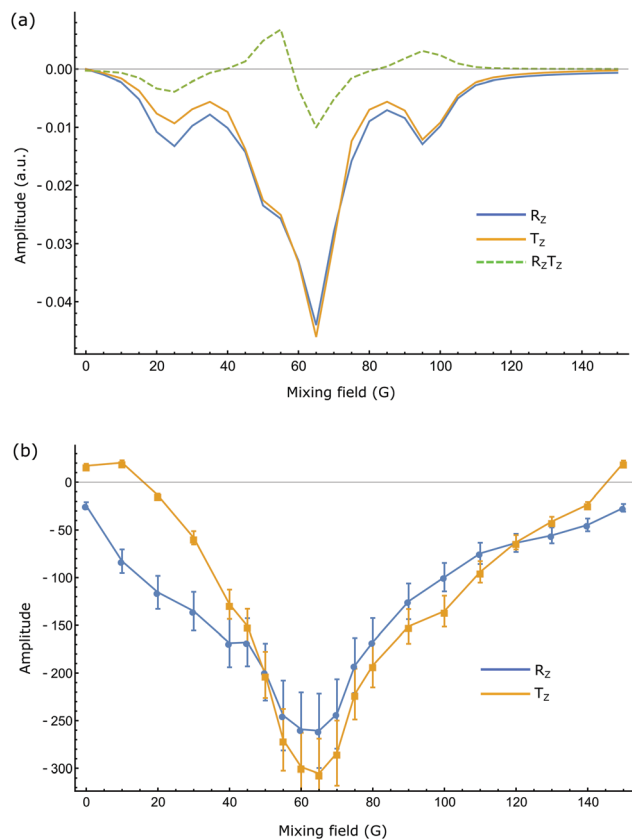 (a)
0.00
- 0.01
- 0.02
- 0.03
- 0.04
Amplitude (a.u.)
R_Z
T_Z
R_ZT_Z
0 20 40 60 80 100 120 140
Mixing field (G)
(b)
0
-50
- 100
- 150
- 200
- 250
- 300
Amplitude
R_Z
T_Z
0 20 40 60 80 100 120 140
Mixing field (G)